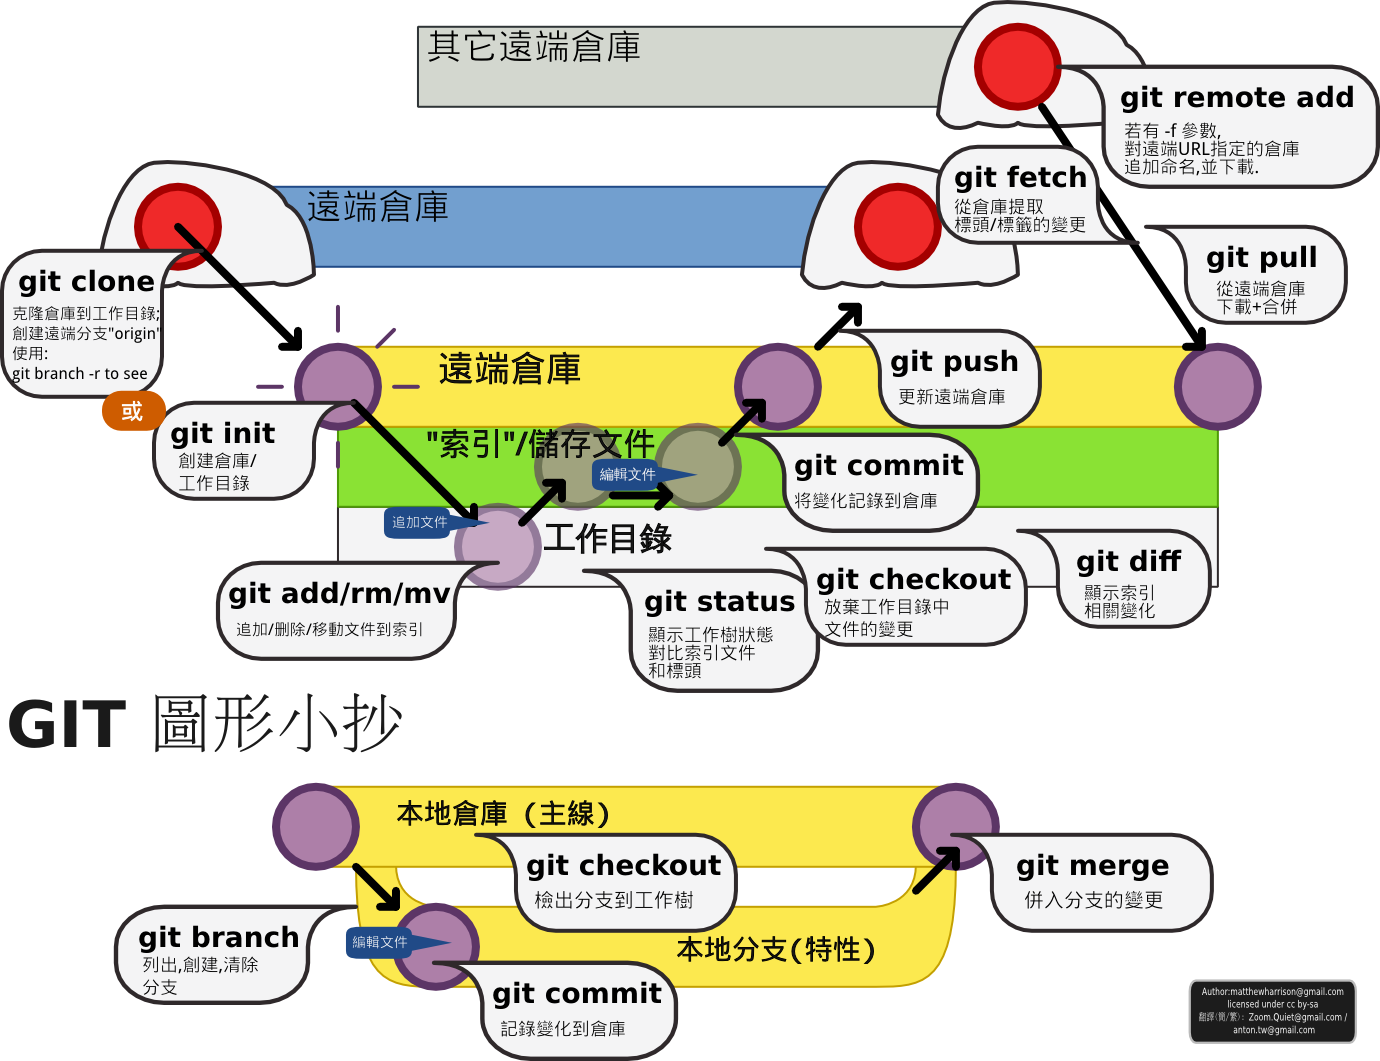 其它遠端倉庫
git remote add
若有 -f 參數,
對遠端URL指定的倉庫
追加命名,並下載.
遠端倉庫
git fetch
從倉庫提取
標頭/標籤的變更
git pull
從遠端倉庫
下載+合併
git clone
克隆倉庫到工作目錄;
創建遠端分支"origin"
使用:
git branch -r to see
或
git init
創建倉庫/
工作目錄
遠端倉庫
git push
更新遠端倉庫
"索引"/儲存文件
編輯文件
git commit
将變化記錄到倉庫
追加文件
工作目錄
git add/rm/mv
追加/删除/移動文件到索引
git status
顯示工作樹狀態
對比索引文件
和標頭
git checkout
放棄工作目錄中
文件的變更
git diff
顯示索引
相關變化
GIT 圖形小抄
本地倉庫 (主線)
git checkout
檢出分支到工作樹
git merge
併入分支的變更
git branch
列出,創建,清除
分支
編輯文件
本地分支(特性)
git commit
記錄變化到倉庫
Author:matthewharrison@gmail.com
licensed under cc by-sa
翻譯(簡/繁): Zoom.Quiet@gmail.com /
anton.tw@gmail.com